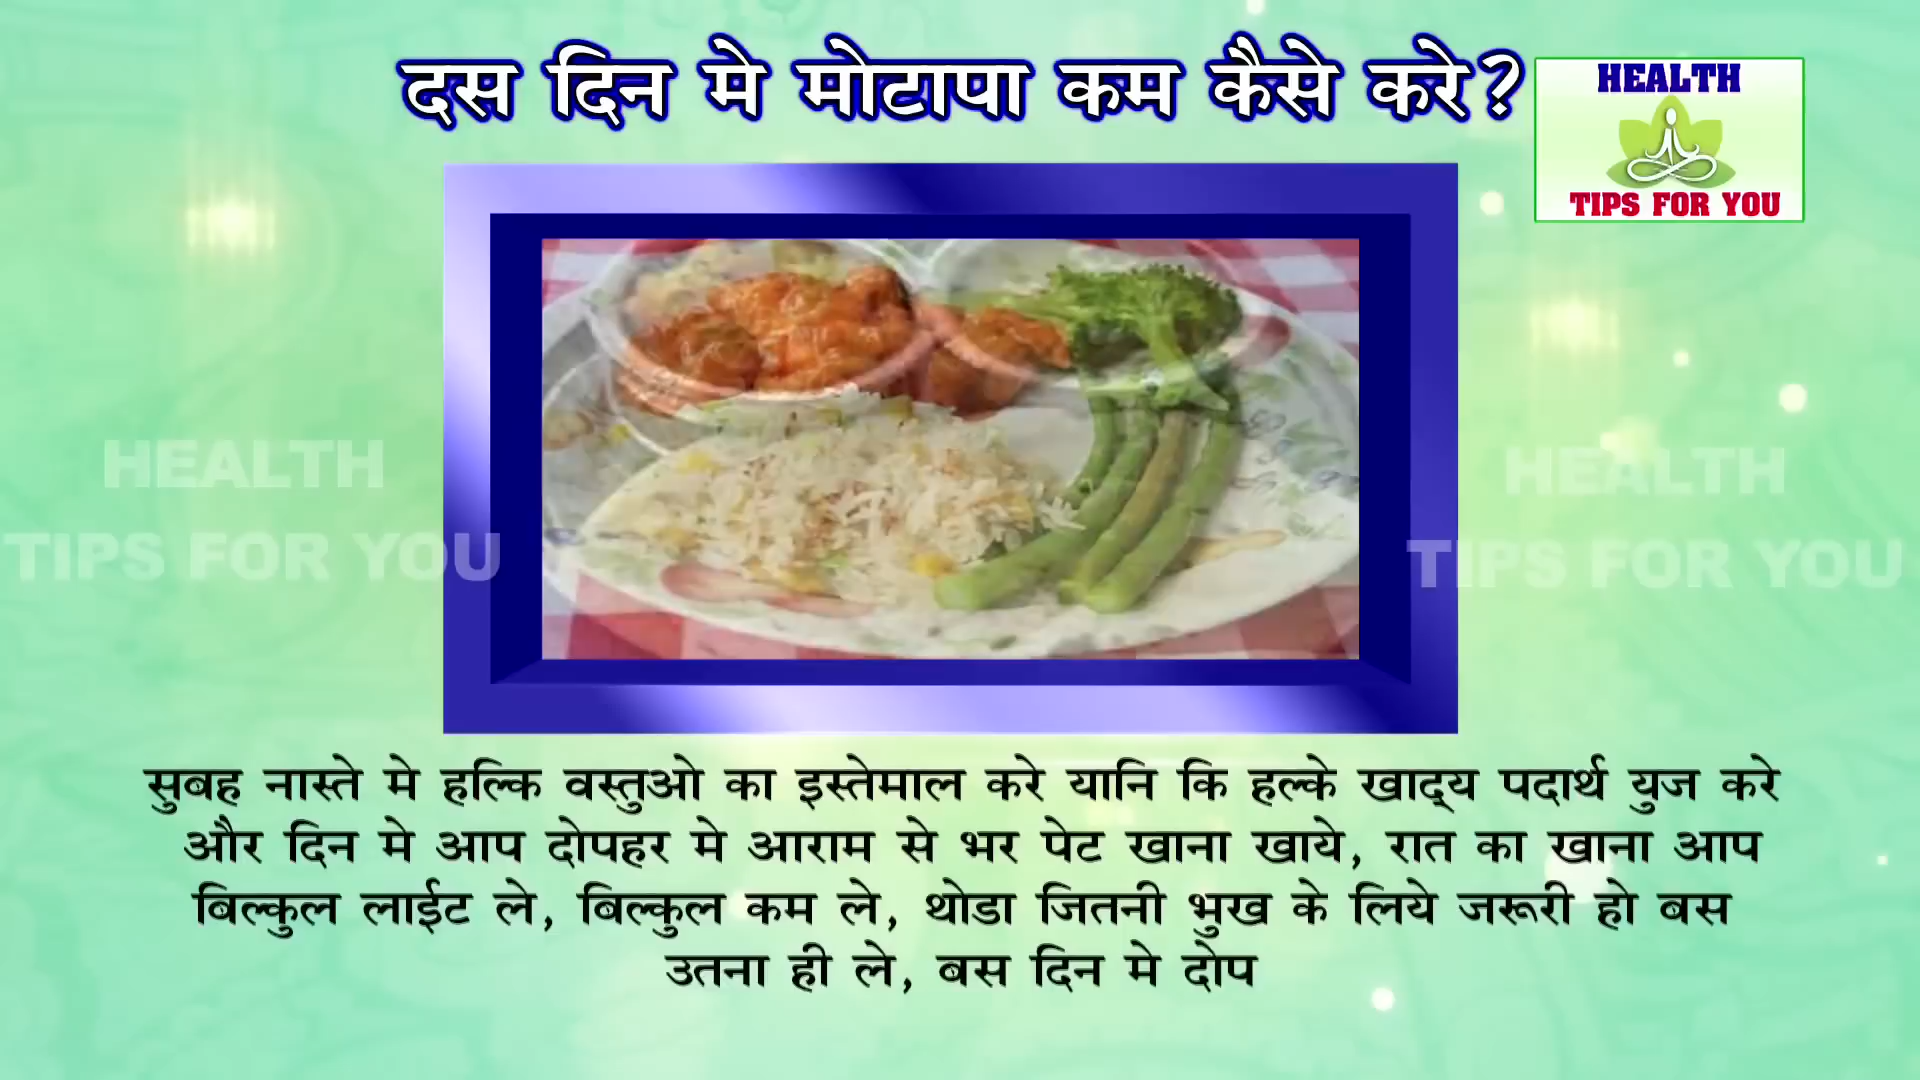 दस दिन मे मोटापा कम कैसे करे?
HEALTH
TIPS FOR YOU
HEALTH
TIPS FOR YOU
HEALTH
TIPS FOR YOU
सुबह नास्ते मे हल्कि वस्तुओ का इस्तेमाल करे यानि कि हल्के खाद्य पदार्थ युज करे
और दिन मे आप दोपहर मे आराम से भर पेट खाना खाये, रात का खाना आप
बिल्कुल लाईट ले, बिल्कुल कम ले, थोडा जितनी भुख के लिये जरूरी हो बस
उतना ही ले, बस दिन मे दोप